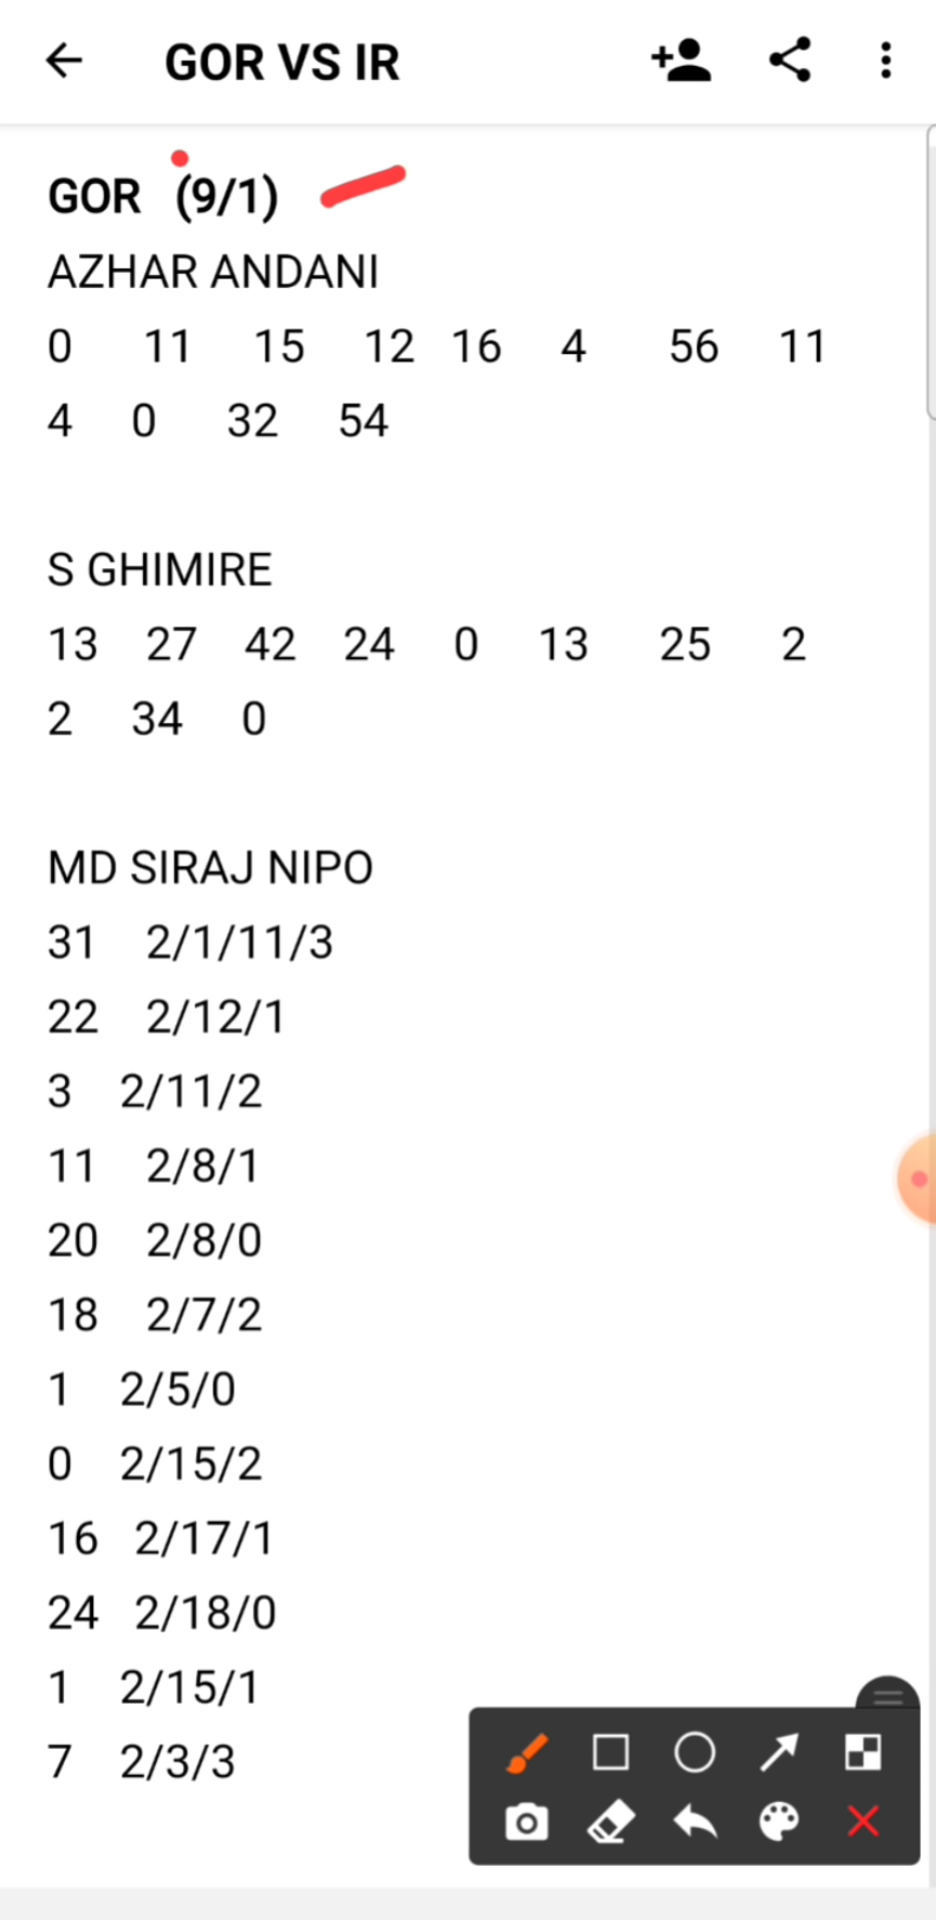 GOR VS IR
GOR (9/1)
AZHAR ANDANI
0 11 15 12 16 4 56 11
4 0 32 54
S GHIMIRE
13 27 42 24 0 13 25 2
2 34 0
MD SIRAJ NIPO
31 2/1/11/3
22 2/12/1
3 2/11/2
11 2/8/1
20 2/8/0
18 2/7/2
1 2/5/0
0 2/15/2
16 2/17/1
24 2/18/0
1 2/15/1
7 2/3/3